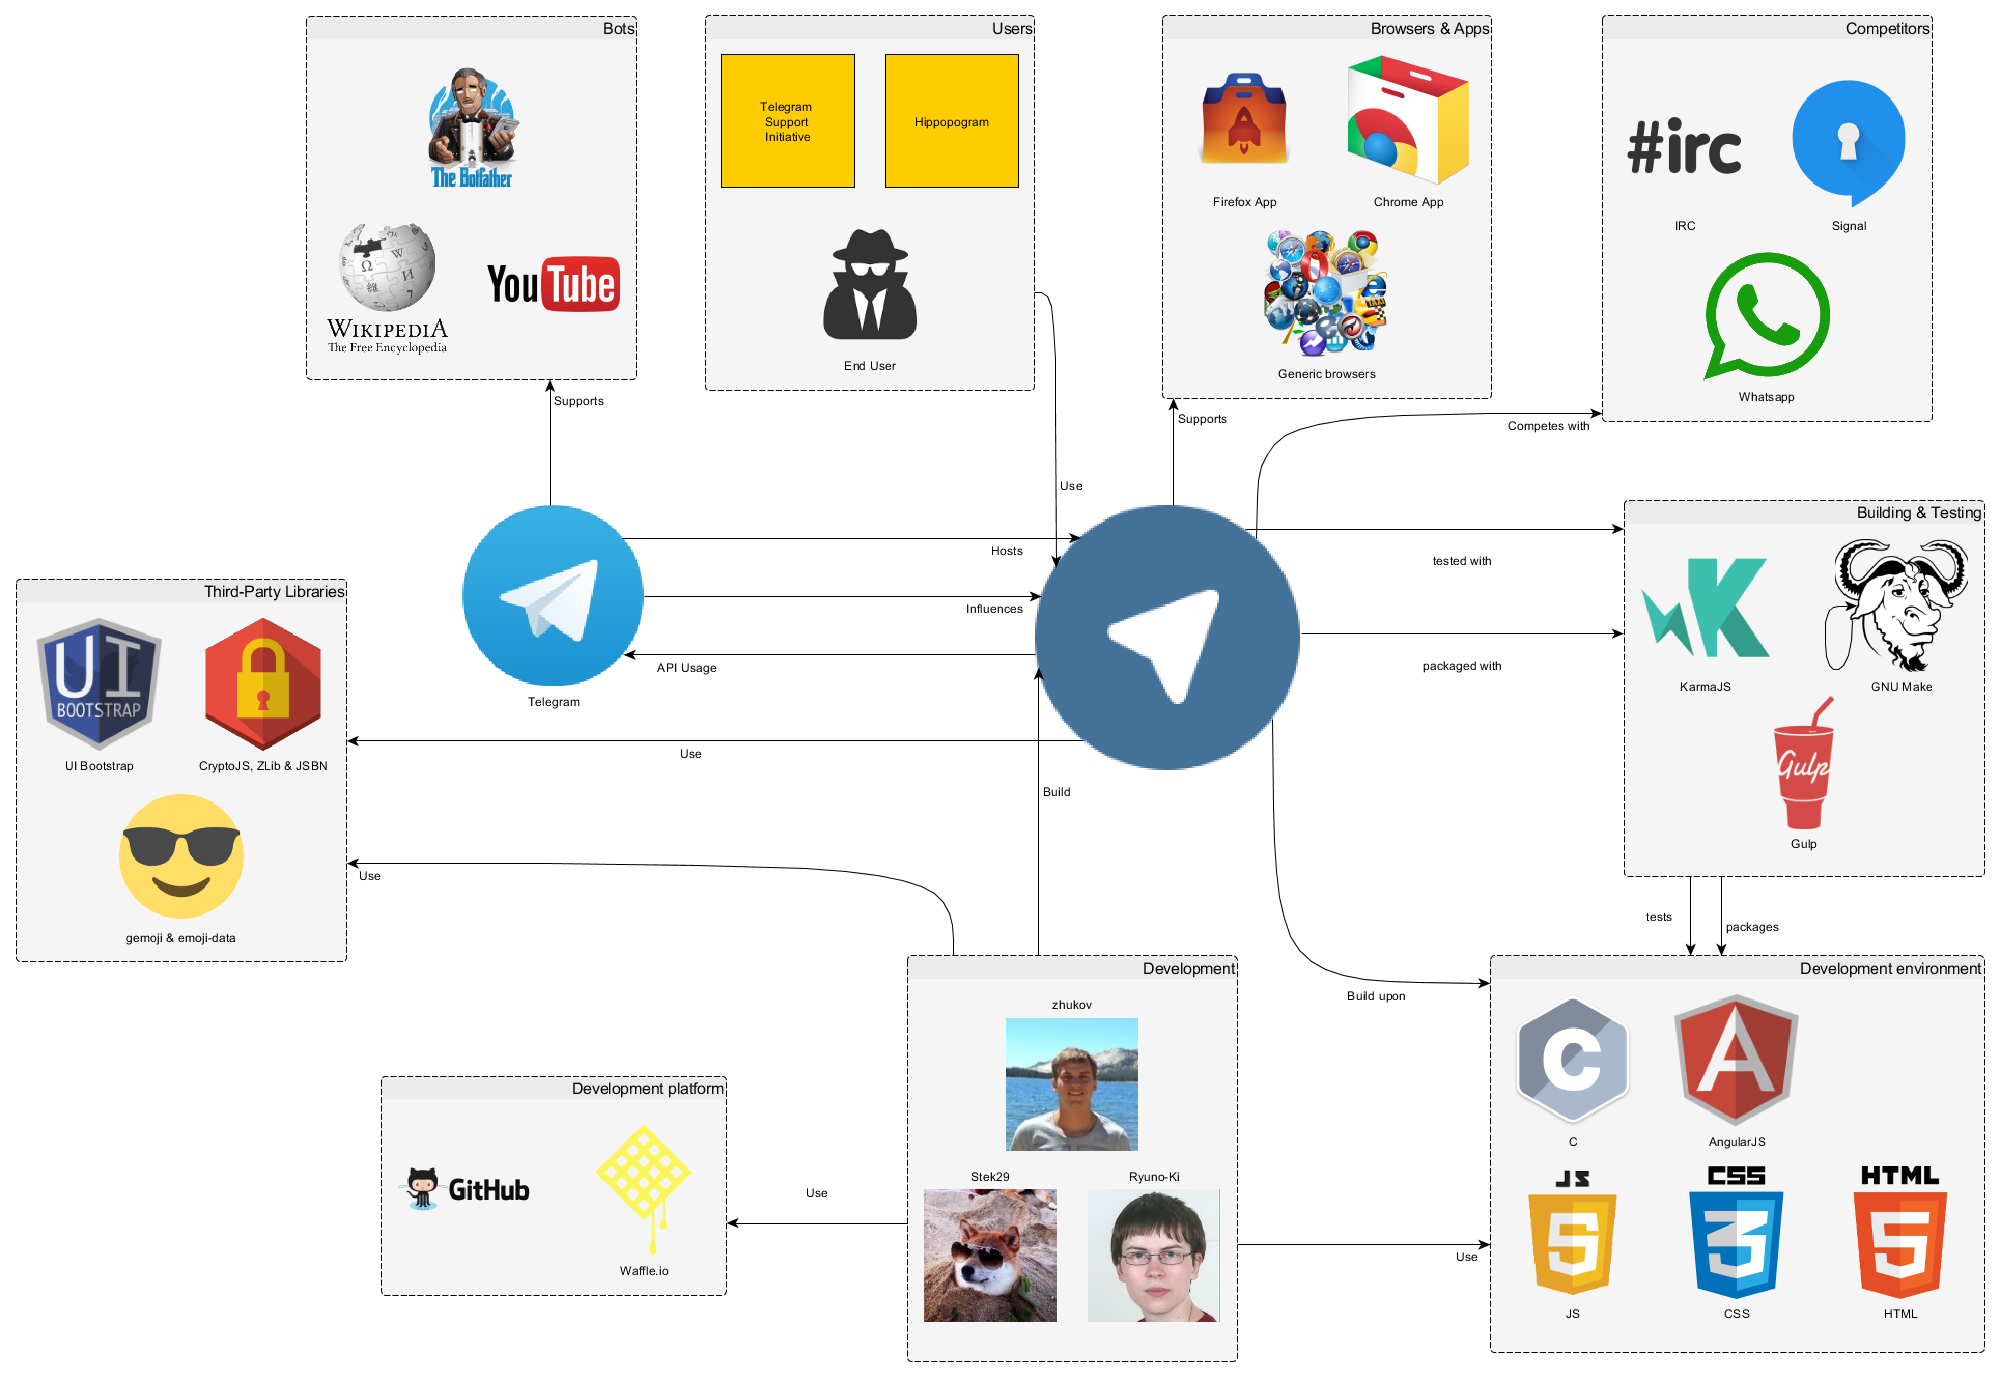 Bots
The Botfather
WIKIPEDIA
The Free Encyclopedia
YouTube
Supports
Users
Telegram
Support
Initiative
Hippopogram
End User
Use
Browsers & Apps
Firefox App
Chrome App
Generic browsers
Supports
Competitors
#irc
IRC
Signal
Whatsapp
Competes with
Hosts
Influences
API Usage
Telegram
tested with
packaged with
Building & Testing
KarmaJS
GNU Make
Gulp
Gulp
Third-Party Libraries
UI
BOOTSTRAP
UI Bootstrap
CryptoJS, ZLib & JSBN
gemoji & emoji-data
Use
Use
Build
tests
packages
Build upon
Development
zhukov
Stek29
Ryuno-Ki
Development platform
GitHub
Waffle.io
Use
Use
Development environment
C
C
A
AngularJS
JS
5
JS
CSS
3
CSS
HTML
5
HTML